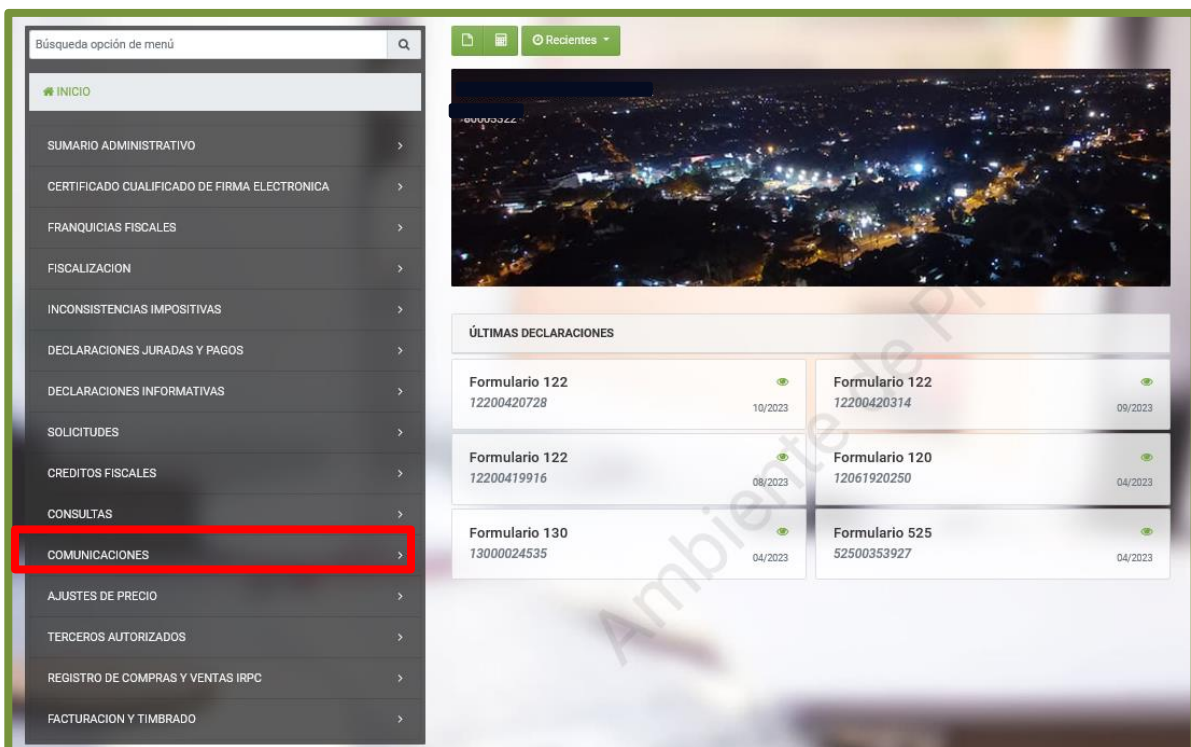 Búsqueda opción de menú
INICIO
SUMARIO ADMINISTRATIVO
CERTIFICADO CUALIFICADO DE FIRMA ELECTRONICA
FRANQUICIAS FISCALES
FISCALIZACION
INCONSISTENCIAS IMPOSITIVAS
DECLARACIONES JURADAS Y PAGOS
DECLARACIONES INFORMATIVAS
SOLICITUDES
CREDITOS FISCALES
CONSULTAS
COMUNICACIONES
AJUSTES DE PRECIO
TERCEROS AUTORIZADOS
REGISTRO DE COMPRAS Y VENTAS IRPC
FACTURACION Y TIMBRADO
Recientes
ÚLTIMAS DECLARACIONES
Formulario 122
12200420728
10/2023
Formulario 122
12200420314
09/2023
Formulario 122
12200419916
08/2023
Formulario 120
12061920250
04/2023
Formulario 130
13000024535
04/2023
Formulario 525
52500353927
04/2023
Ambiente de